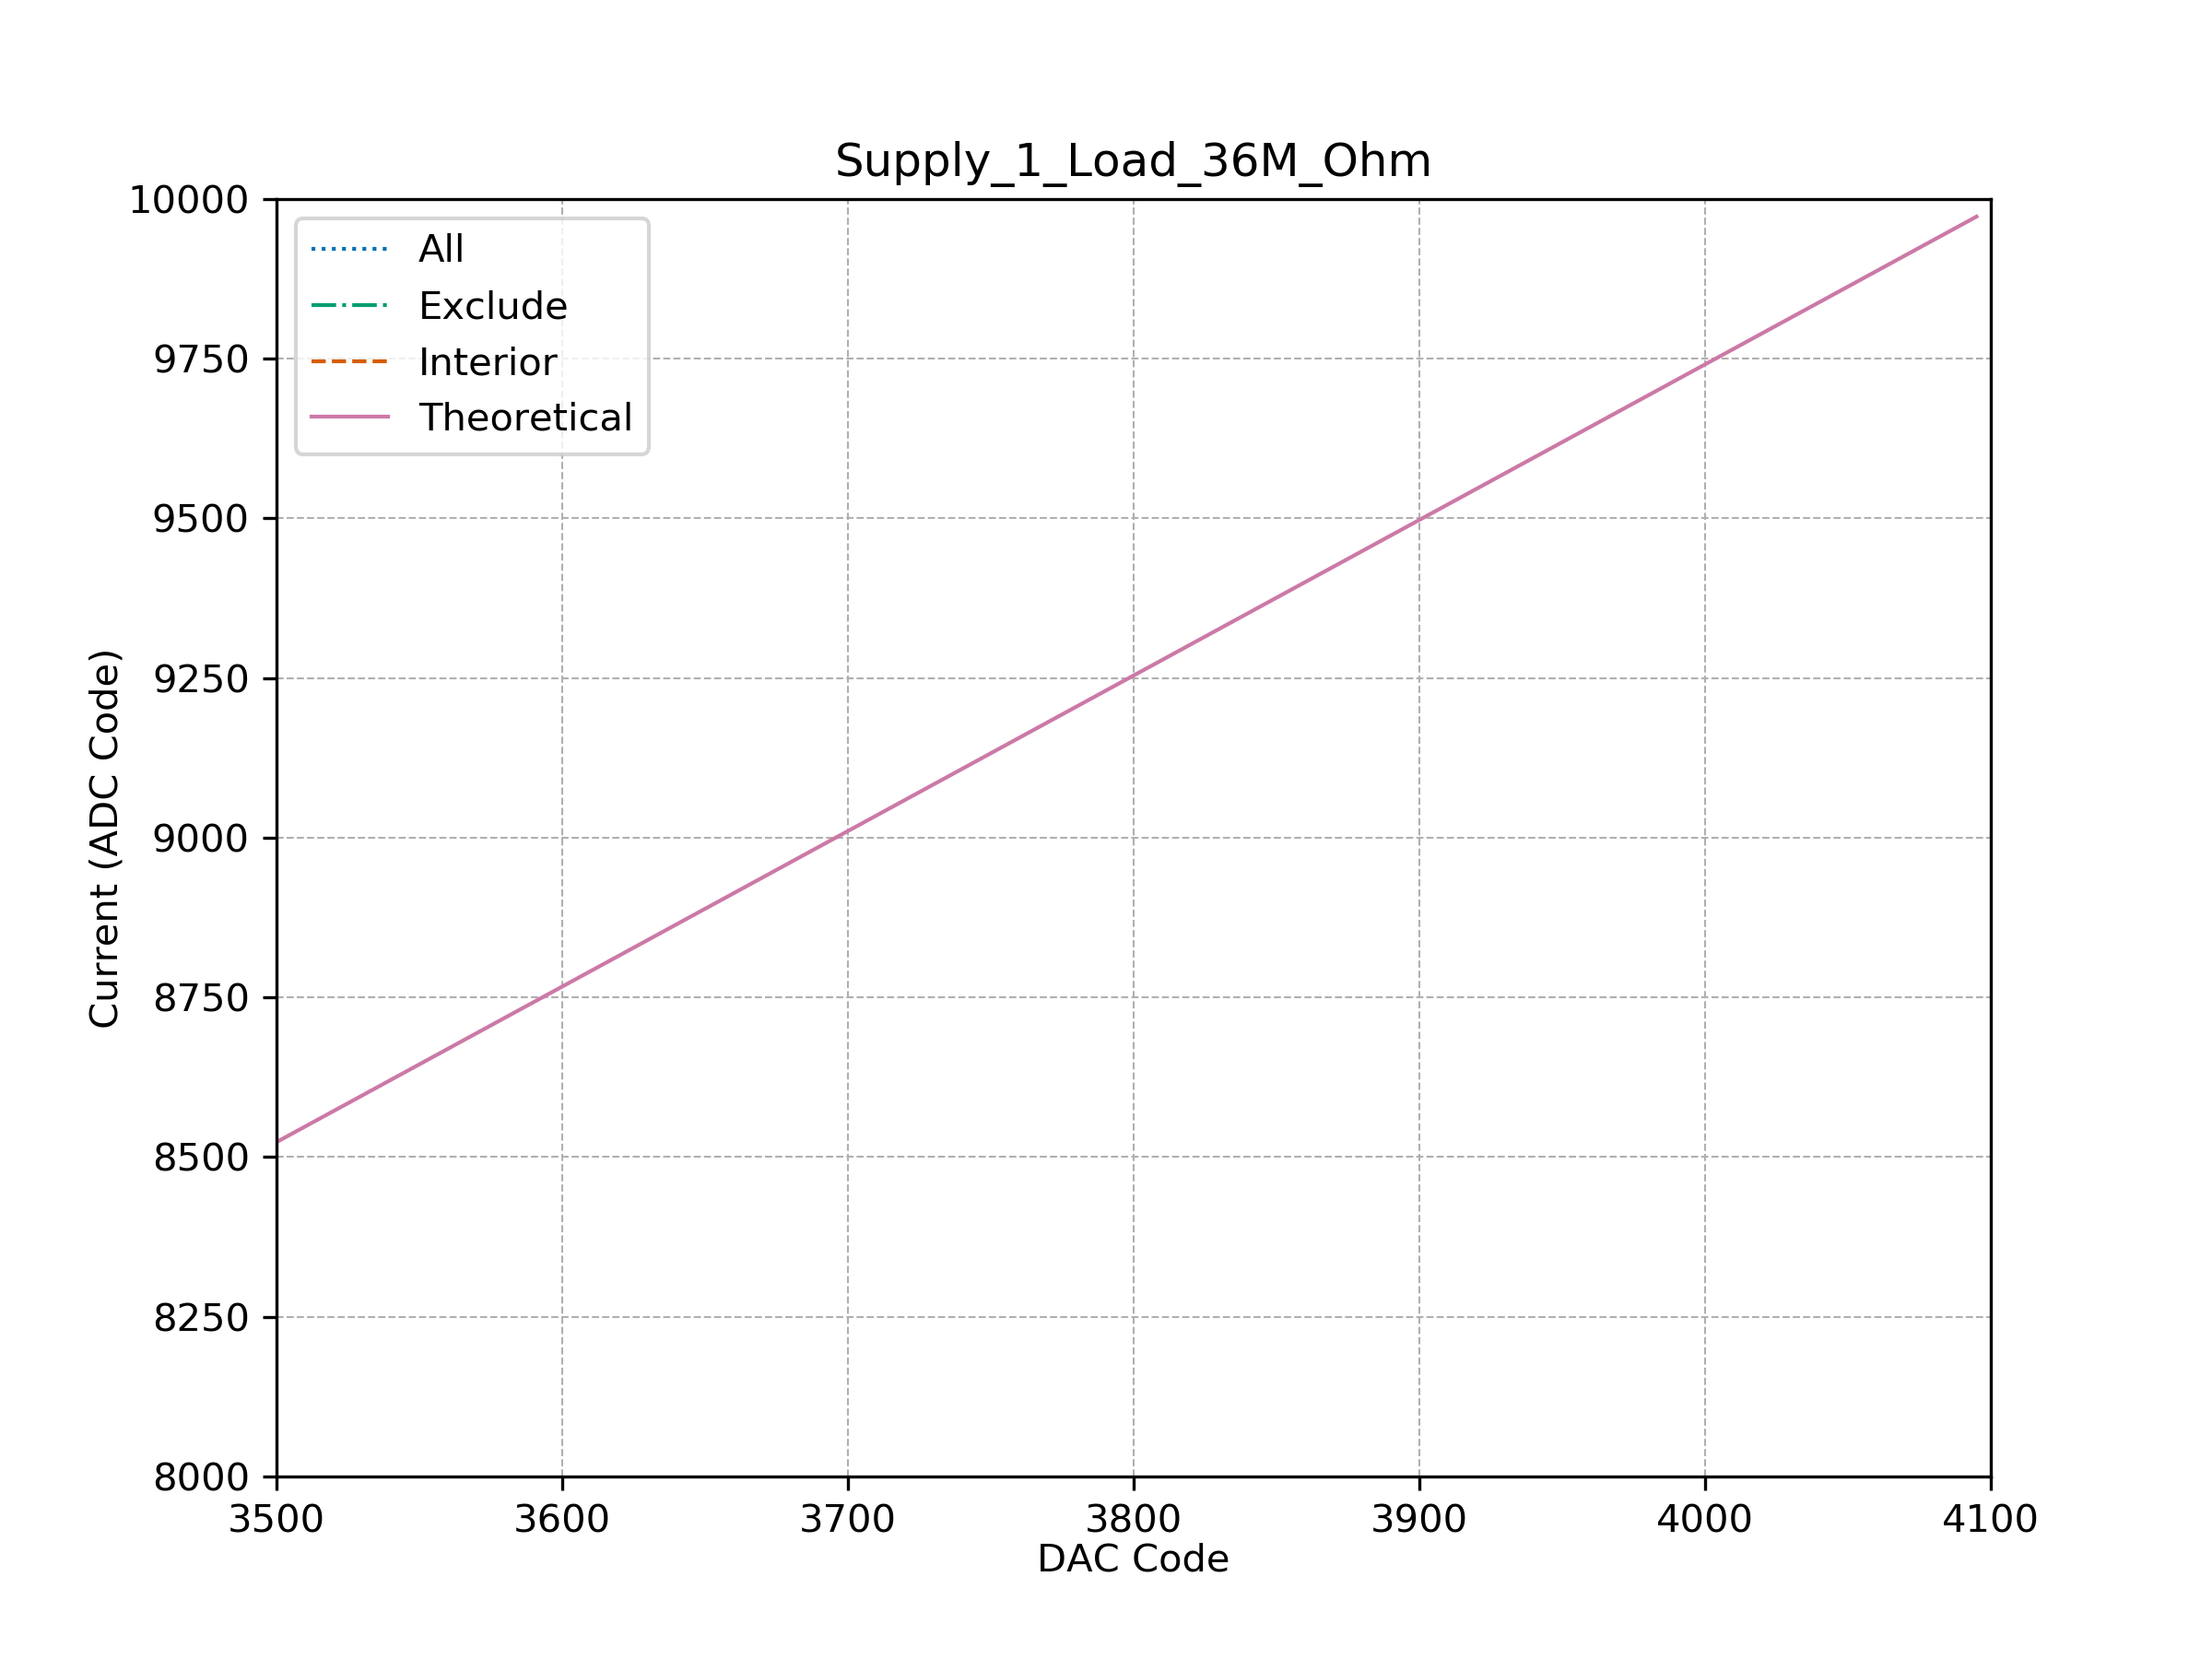 Supply_1_Load_36M_Ohm
10000
9750
9500
9250
9000
8750
8500
8250
8000
Current (ADC Code)
All
Exclude
Interior
Theoretical
3500 3600 3700 3800 3900 4000 4100
DAC Code